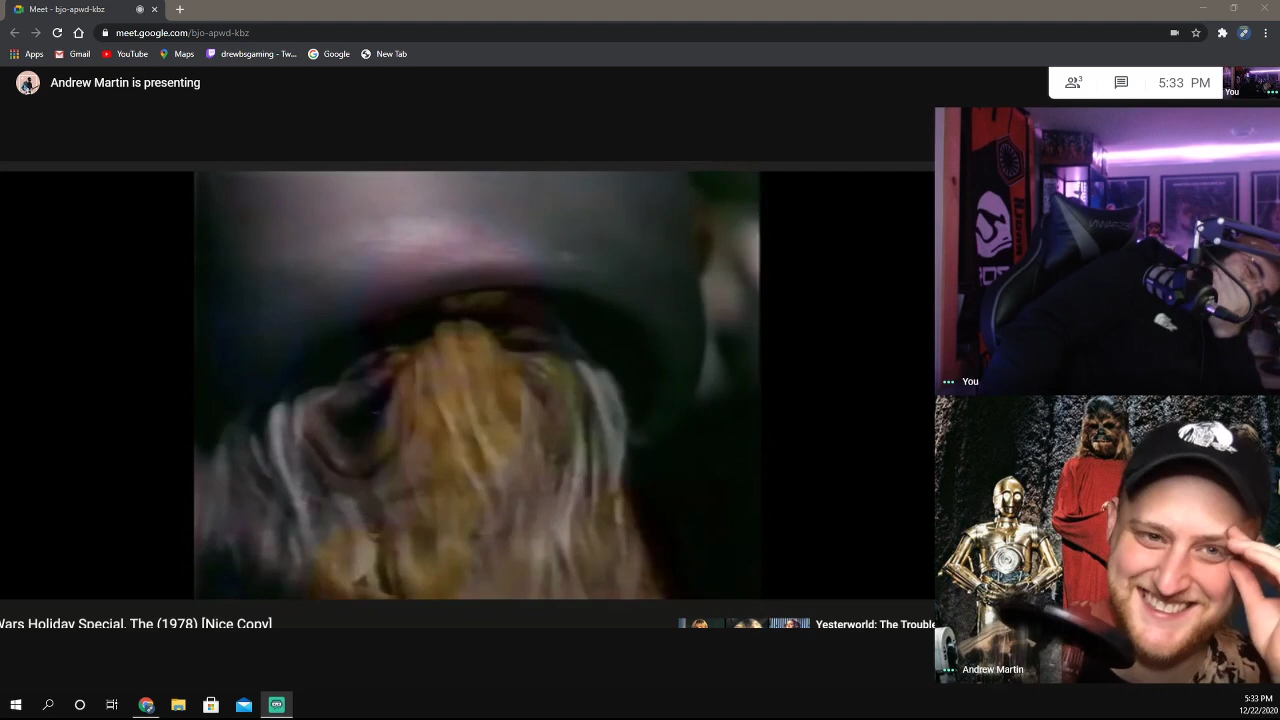 Meet - bjo-apwd-kbz
meet.google.com/bjo-apwd-kbz
Apps Gmail YouTube Maps drewbsgaming - Tw... Google New Tab
Andrew Martin is presenting
3
5:33 PM
You
You
Andrew Martin
Wars Holiday Special, The (1978) [Nice Copy]
Yesterworld: The Trouble
5:33 PM
12/22/2020